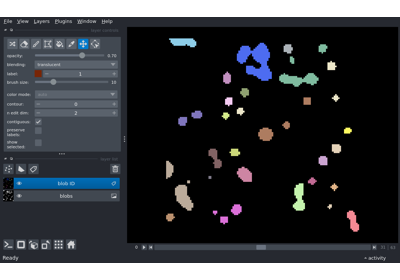 File View Layers Plugins Window Help
layer controls
opacity: 0.70
blending: translucent
label: 1
brush size: 10
color mode:
contour: 0
n edit dim: 2
contiguous:
preserve
labels:
show
selected:
layer list
blob ID
blobs
0
Ready
activity